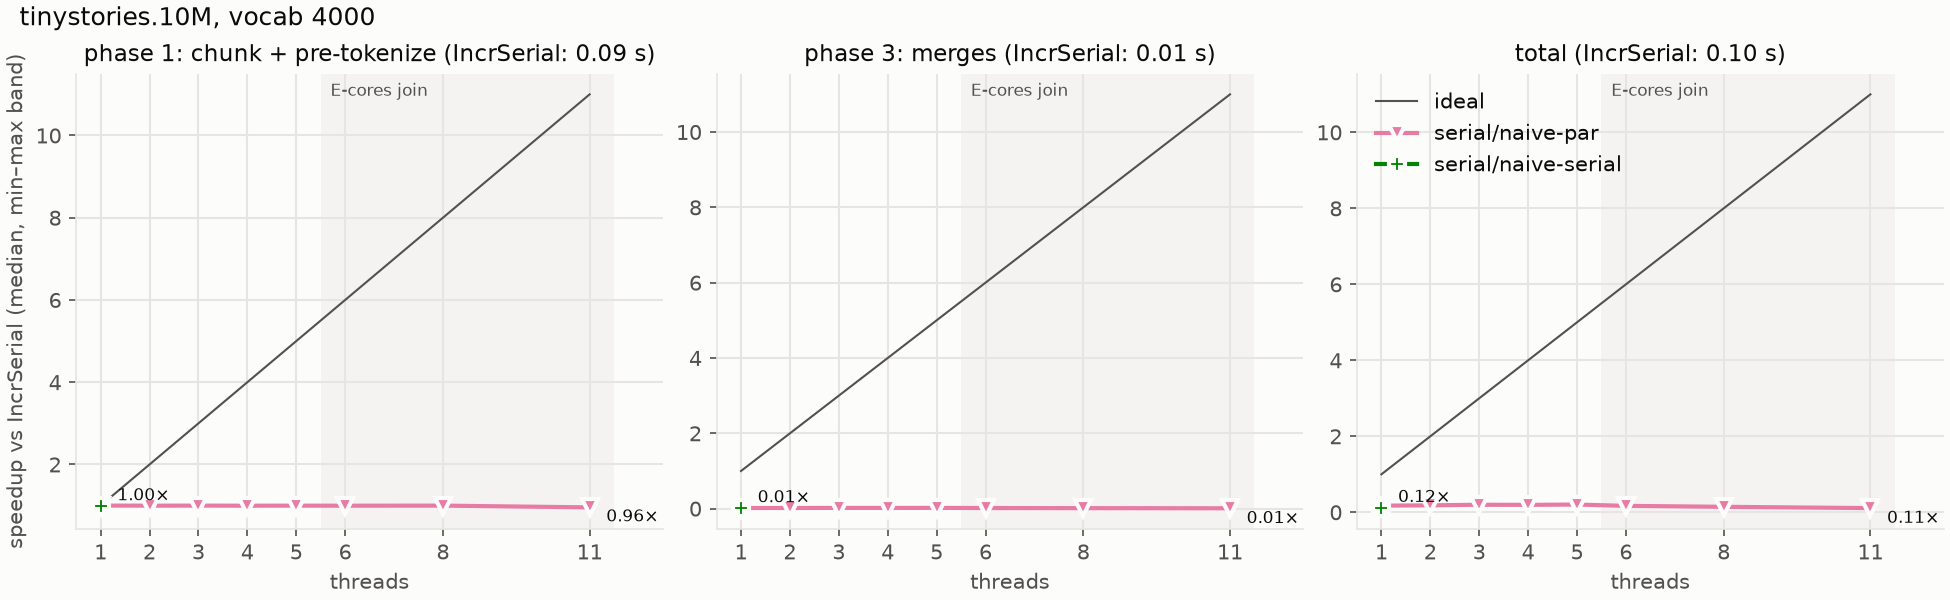 tinystories.10M, vocab 4000
speedup vs IncrSerial (median, min–max band)
phase 1: chunk + pre-tokenize (IncrSerial: 0.09 s)
E-cores join
10
8
6
4
2
1.00×
0.96×
1 2 3 4 5 6 8 11
threads
phase 3: merges (IncrSerial: 0.01 s)
E-cores join
10
8
6
4
2
0
0.01×
0.01×
1 2 3 4 5 6 8 11
threads
total (IncrSerial: 0.10 s)
E-cores join
ideal
serial/naive-par
serial/naive-serial
10
8
6
4
2
0
0.12×
0.11×
1 2 3 4 5 6 8 11
threads